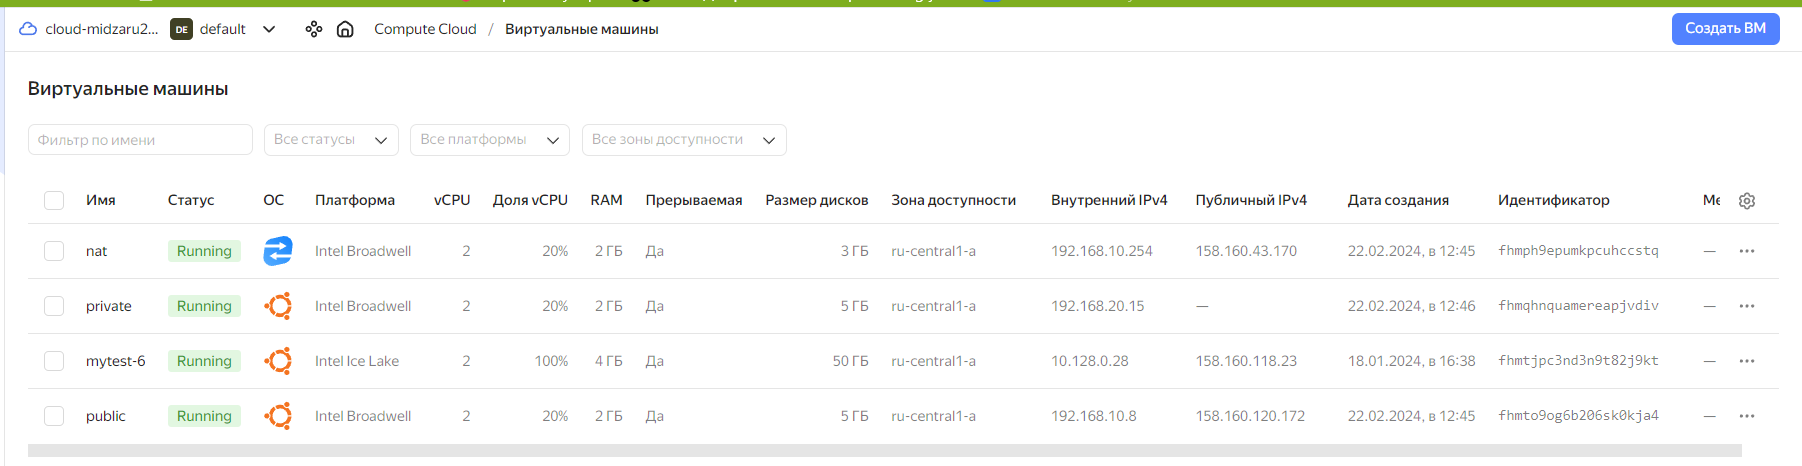 cloud-midzaru2... DE default Compute Cloud / Виртуальные машины Создать ВМ
Виртуальные машины
Фильтр по имени Все статусы Все платформы Все зоны доступности
Имя Статус ОС Платформа vCPU Доля vCPU RAM Прерываемая Размер дисков Зона доступности Внутренний IPv4 Публичный IPv4 Дата создания Идентификатор
nat Running Intel Broadwell 2 20% 2 ГБ Да 3 ГБ ru-central1-a 192.168.10.254 158.160.43.170 22.02.2024, в 12:45 fhmph9epumkpcuhccstq —
private Running Intel Broadwell 2 20% 2 ГБ Да 5 ГБ ru-central1-a 192.168.20.15 — 22.02.2024, в 12:46 fhmqhnquamereapjvdiv —
mytest-6 Running Intel Ice Lake 2 100% 4 ГБ Да 50 ГБ ru-central1-a 10.128.0.28 158.160.118.23 18.01.2024, в 16:38 fhmtjpc3nd3n9t82j9kt —
public Running Intel Broadwell 2 20% 2 ГБ Да 5 ГБ ru-central1-a 192.168.10.8 158.160.120.172 22.02.2024, в 12:45 fhmto9og6b206sk0kja4 —